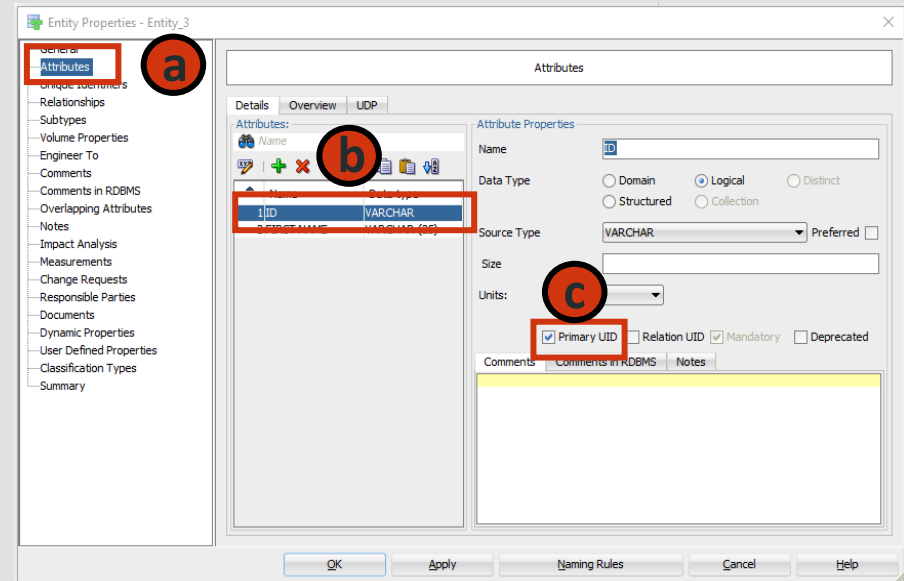 Entity Properties - Entity_3
General
Attributes
Unique Identifiers
Relationships
Subtypes
Volume Properties
Engineer To
Comments
Comments in RDBMS
Overlapping Attributes
Notes
Impact Analysis
Measurements
Change Requests
Responsible Parties
Documents
Dynamic Properties
User Defined Properties
Classification Types
Summary
a
Attributes
Details Overview UDP
Attributes:
Name
b
Name Data type
1 ID VARCHAR
2 FIRST NAME VARCHAR (25)
Attribute Properties
Name ID
Data Type Domain Logical Distinct
Structured Collection
Source Type VARCHAR Preferred
Size
Units:
c
Primary UID Relation UID Mandatory Deprecated
Comments Comments in RDBMS Notes
OK Apply Naming Rules Cancel Help